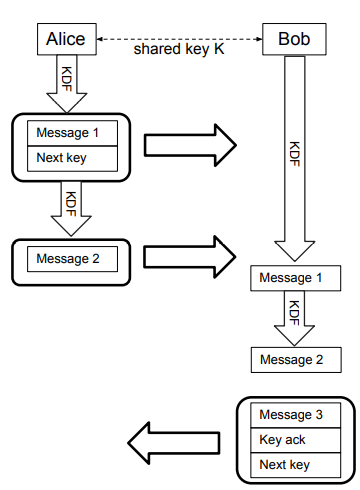 Alice
Bob
shared key K
KDF
KDF
Message 1
Next key
KDF
Message 2
Message 1
KDF
Message 2
Message 3
Key ack
Next key